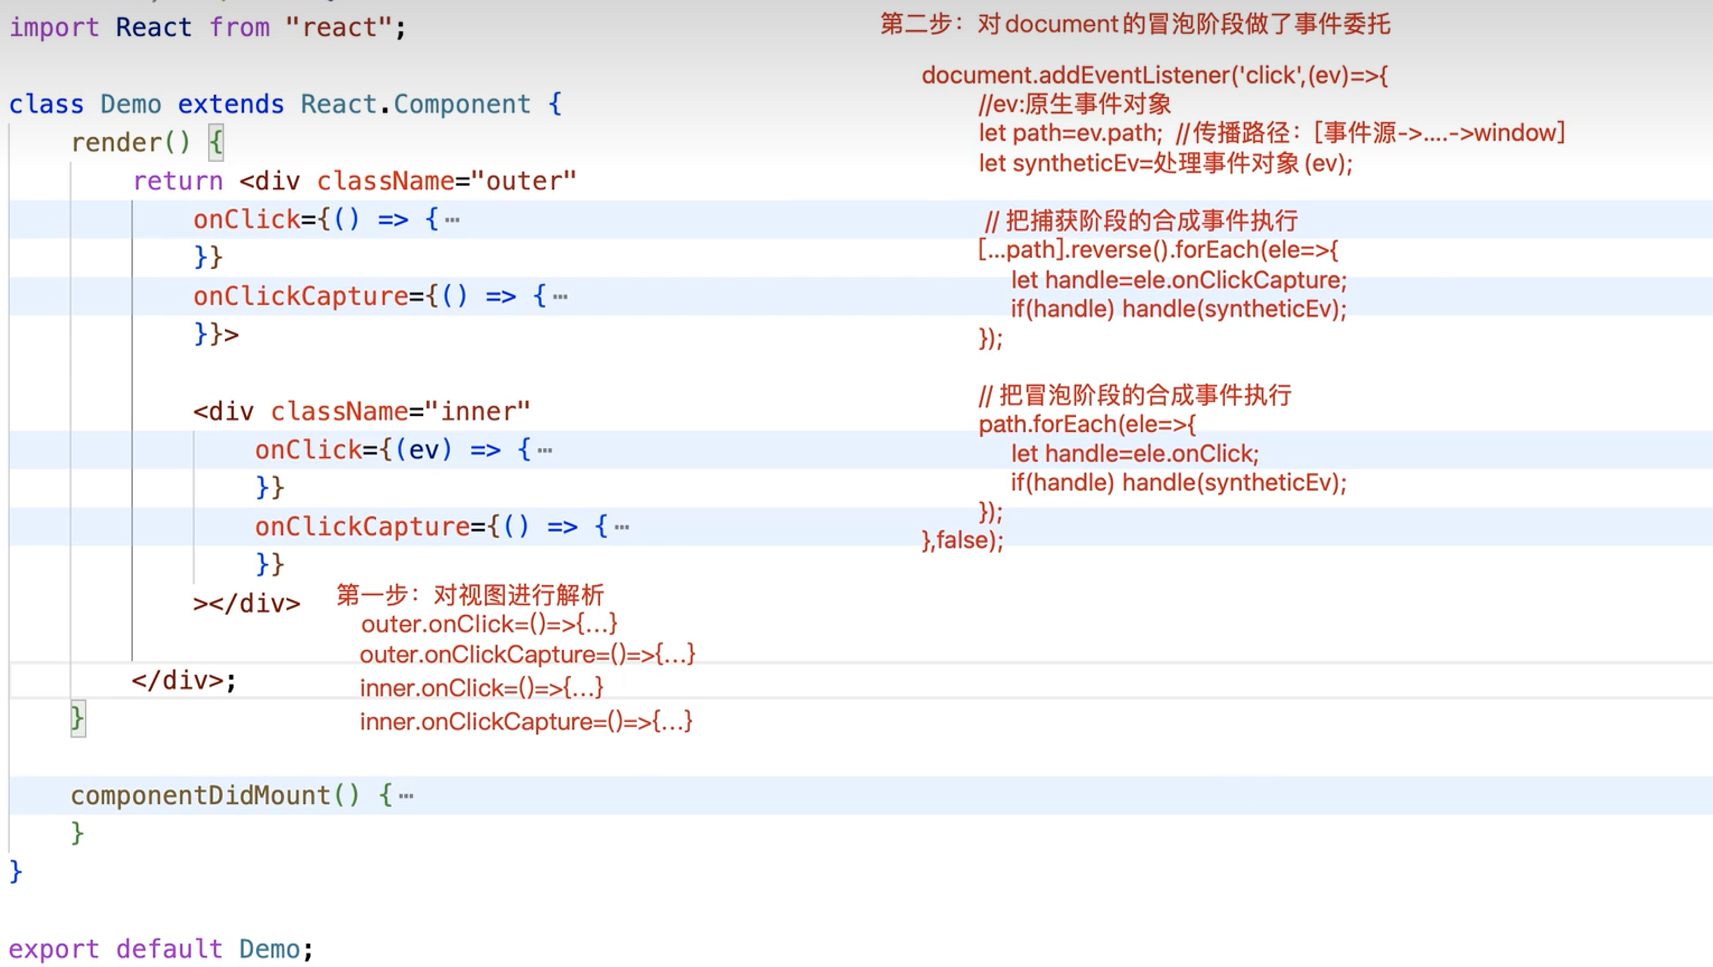 import React from "react";
class Demo extends React.Component {
render() {
return <div className="outer"
onClick={() => {⋯
}}
onClickCapture={() => {⋯
}}>
<div className="inner"
onClick={(ev) => {⋯
}}
onClickCapture={() => {⋯
}}
></div>
</div>;
}
componentDidMount() {⋯
}
}
export default Demo;
第一步：对视图进行解析
outer.onClick=()=>{...}
outer.onClickCapture=()=>{...}
inner.onClick=()=>{...}
inner.onClickCapture=()=>{...}
第二步：对document的冒泡阶段做了事件委托
document.addEventListener('click',(ev)=>{
//ev:原生事件对象
let path=ev.path; //传播路径：[事件源->....->window]
let syntheticEv=处理事件对象(ev);
// 把捕获阶段的合成事件执行
[...path].reverse().forEach(ele=>{
let handle=ele.onClickCapture;
if(handle) handle(syntheticEv);
});
// 把冒泡阶段的合成事件执行
path.forEach(ele=>{
let handle=ele.onClick;
if(handle) handle(syntheticEv);
});
},false);